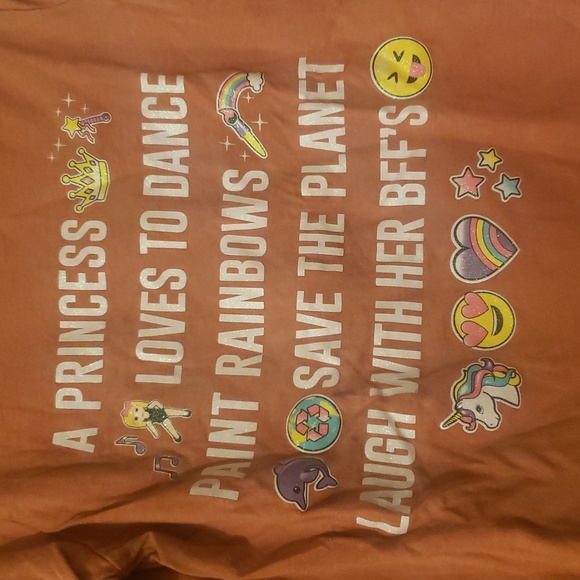 A PRINCESS
LOVES TO DANCE
PAINT RAINBOWS
SAVE THE PLANET
LAUGH WITH HER BFF'S